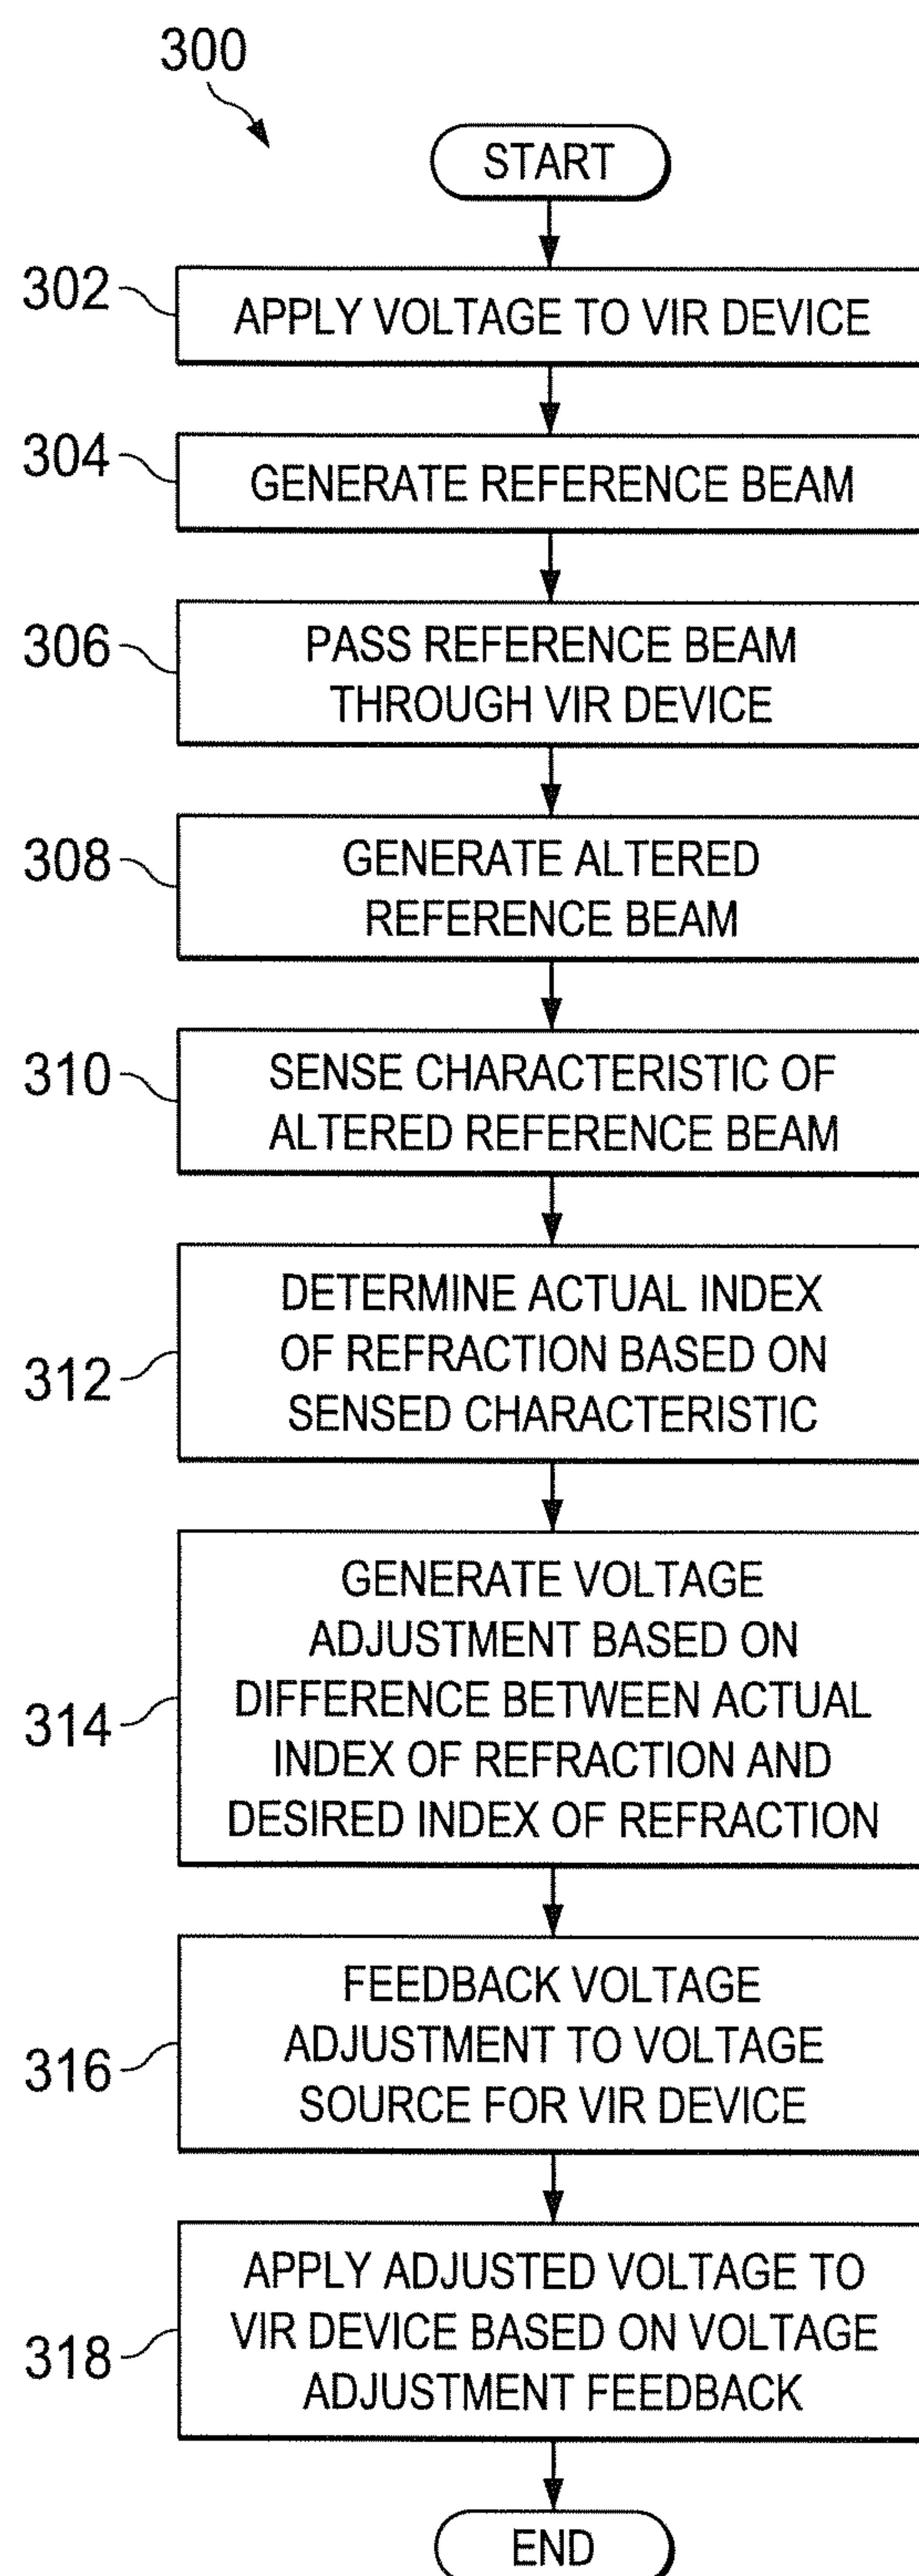 300
START
302
APPLY VOLTAGE TO VIR DEVICE
304
GENERATE REFERENCE BEAM
306
PASS REFERENCE BEAM
THROUGH VIR DEVICE
308
GENERATE ALTERED
REFERENCE BEAM
310
SENSE CHARACTERISTIC OF
ALTERED REFERENCE BEAM
312
DETERMINE ACTUAL INDEX
OF REFRACTION BASED ON
SENSED CHARACTERISTIC
314
GENERATE VOLTAGE
ADJUSTMENT BASED ON
DIFFERENCE BETWEEN ACTUAL
INDEX OF REFRACTION AND
DESIRED INDEX OF REFRACTION
316
FEEDBACK VOLTAGE
ADJUSTMENT TO VOLTAGE
SOURCE FOR VIR DEVICE
318
APPLY ADJUSTED VOLTAGE TO
VIR DEVICE BASED ON VOLTAGE
ADJUSTMENT FEEDBACK
END